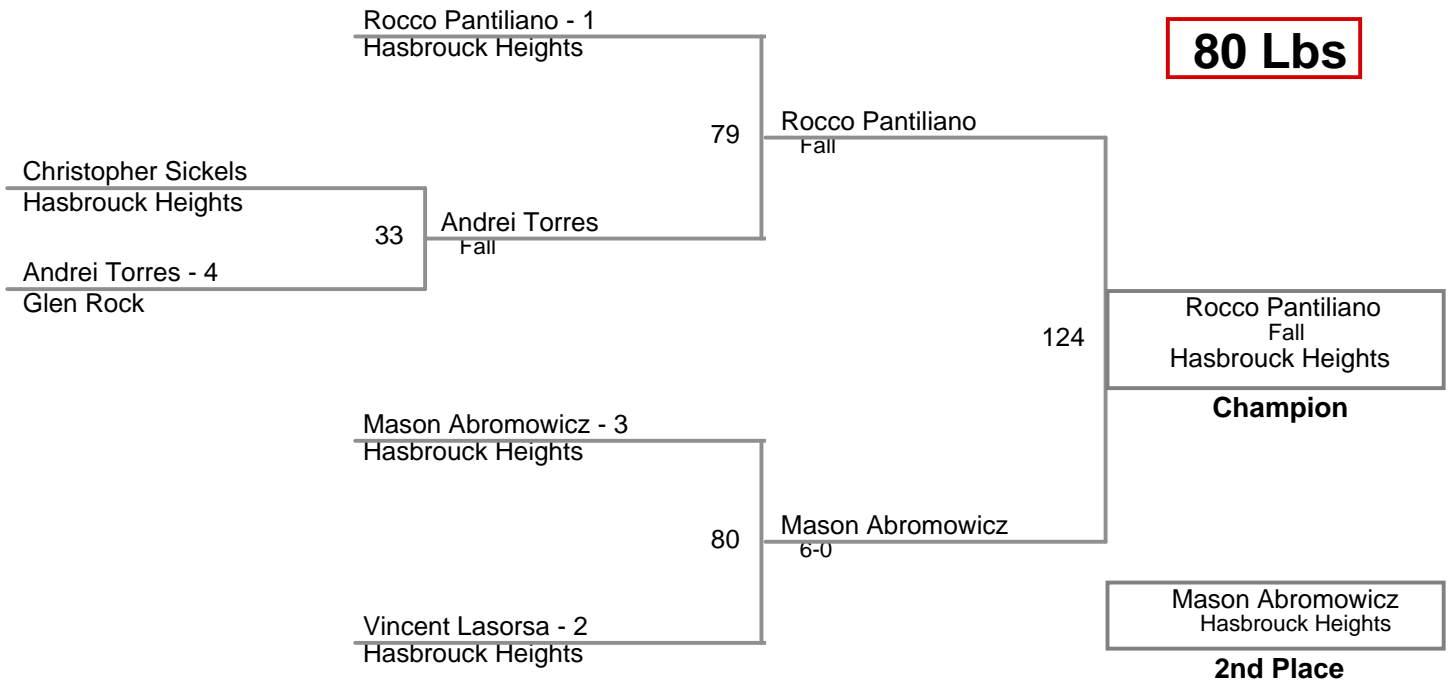 Rocco Pantiliano - 1
Hasbrouck Heights
80 Lbs
79
Rocco Pantiliano
Fall
Christopher Sickels
Hasbrouck Heights
33
Andrei Torres
Fall
Andrei Torres - 4
Glen Rock
124
Rocco Pantiliano
Fall
Hasbrouck Heights
Champion
Mason Abromowicz - 3
Hasbrouck Heights
80
Mason Abromowicz
6-0
Vincent Lasorsa - 2
Hasbrouck Heights
Mason Abromowicz
Hasbrouck Heights
2nd Place